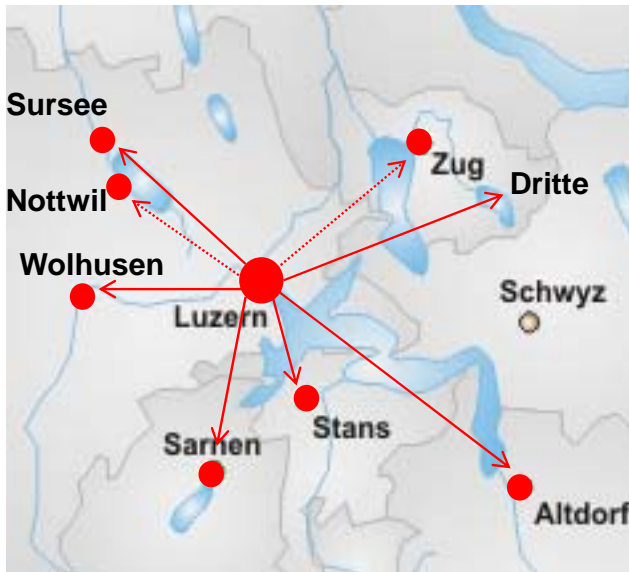 Sursee
Zug
Dritte
Nottwil
Wolhusen
Schwyz
Luzern
Stans
Sarnen
Altdorf